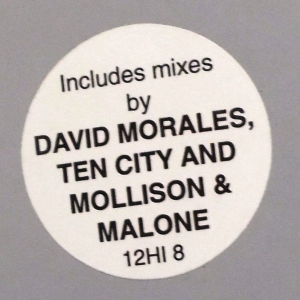 Includes mixes
by
DAVID MORALES,
TEN CITY AND
MOLLISON &
MALONE
12HI 8